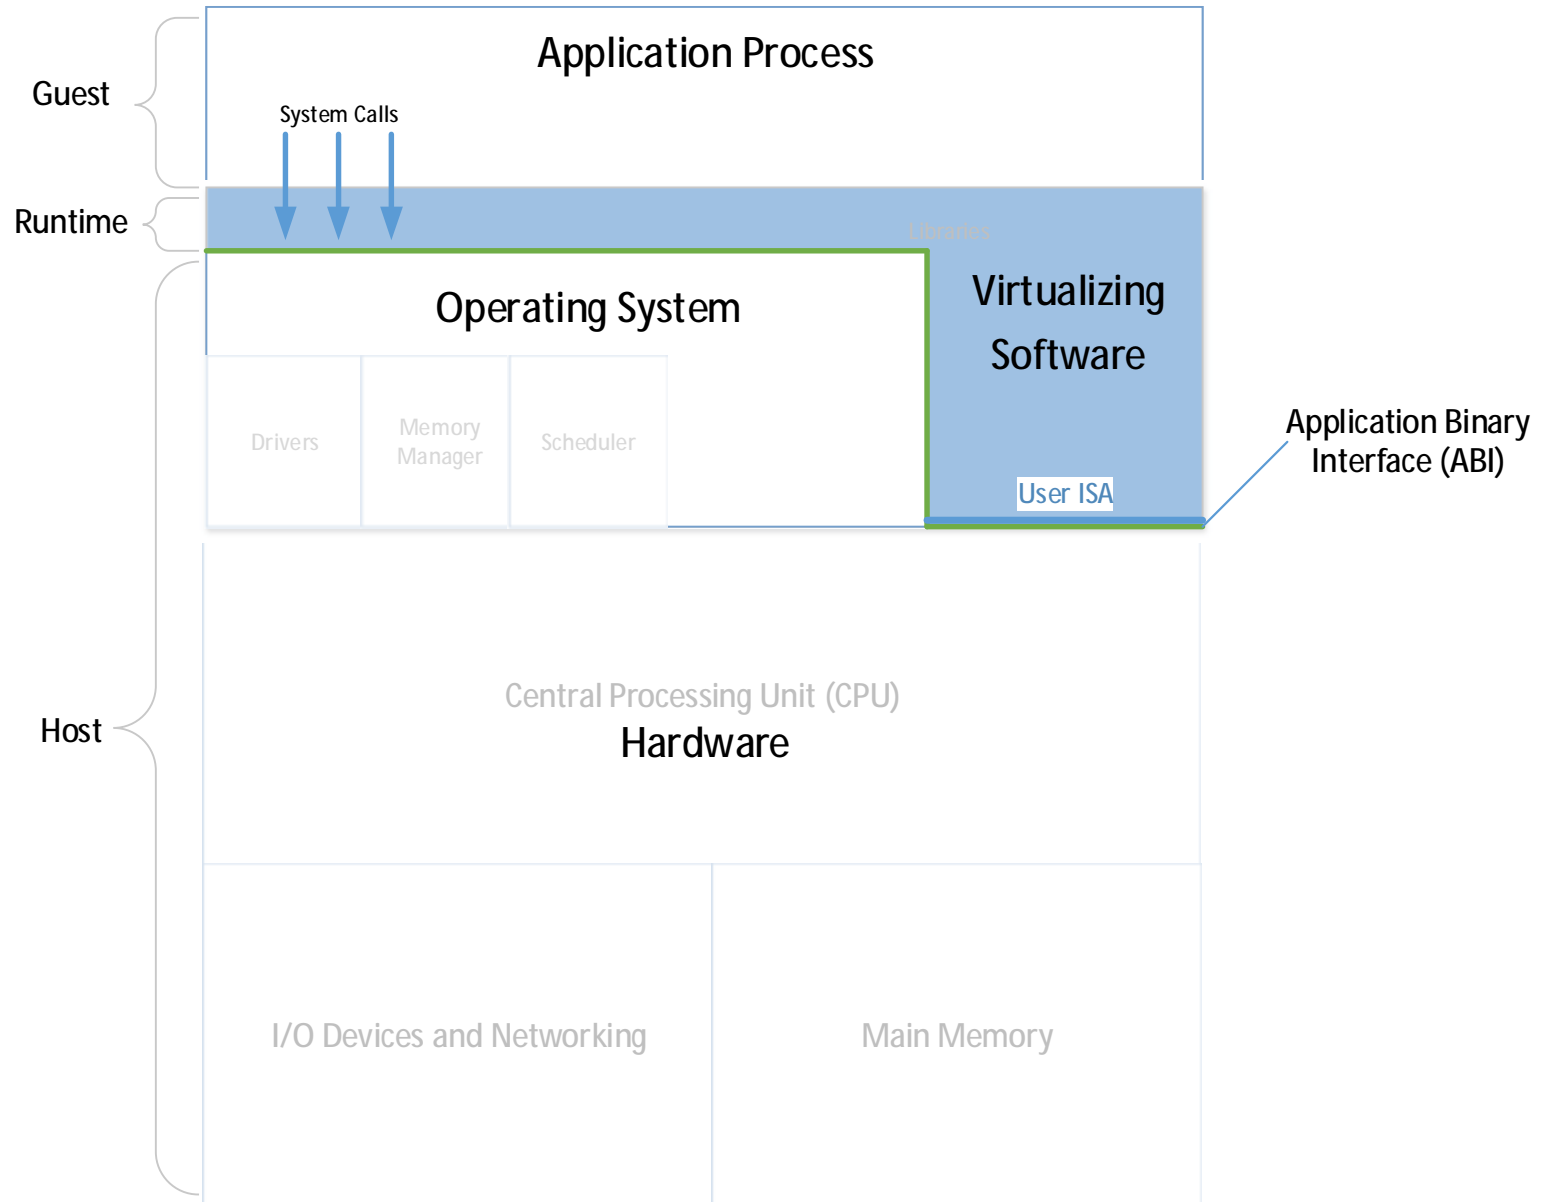 Application Process
Guest
System Calls
Runtime
Libraries
Operating System
Virtualizing
Software
Drivers
Memory
Manager
Scheduler
Application Binary
Interface (ABI)
User ISA
Central Processing Unit (CPU)
Host
Hardware
I/O Devices and Networking
Main Memory